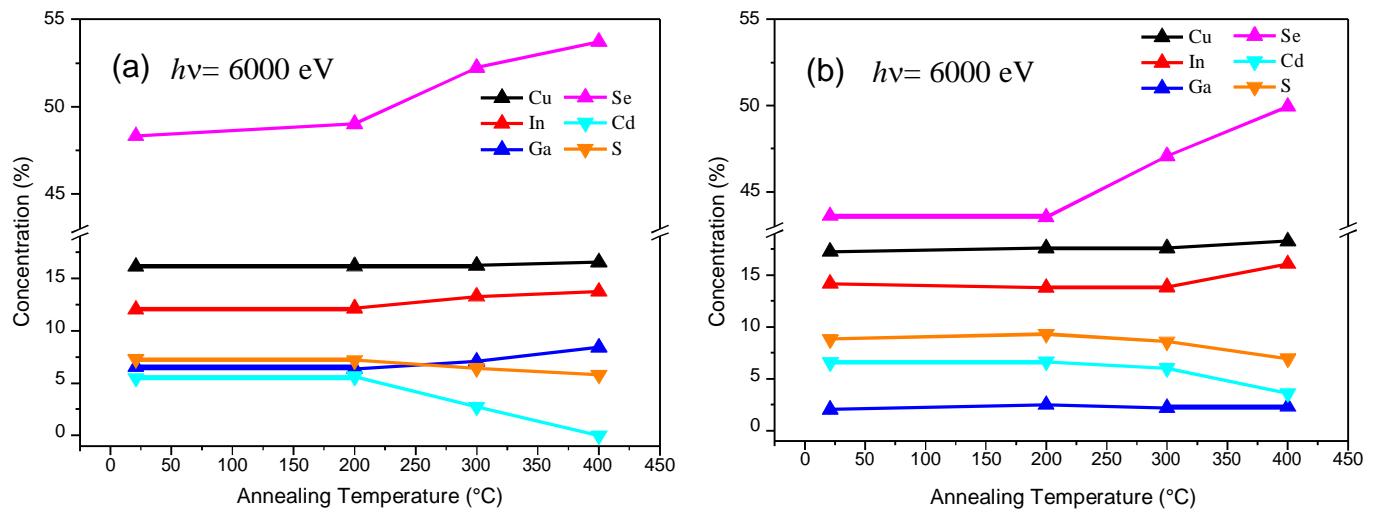 (a) hν= 6000 eV
Cu Se
In Cd
Ga S
Concentration (%)
55
50
45
15
10
5
0
0 50 100 150 200 250 300 350 400 450
Annealing Temperature (°C)
(b) hν= 6000 eV
Cu Se
In Cd
Ga S
Concentration (%)
55
50
45
15
10
5
0
0 50 100 150 200 250 300 350 400 450
Annealing Temperature (°C)